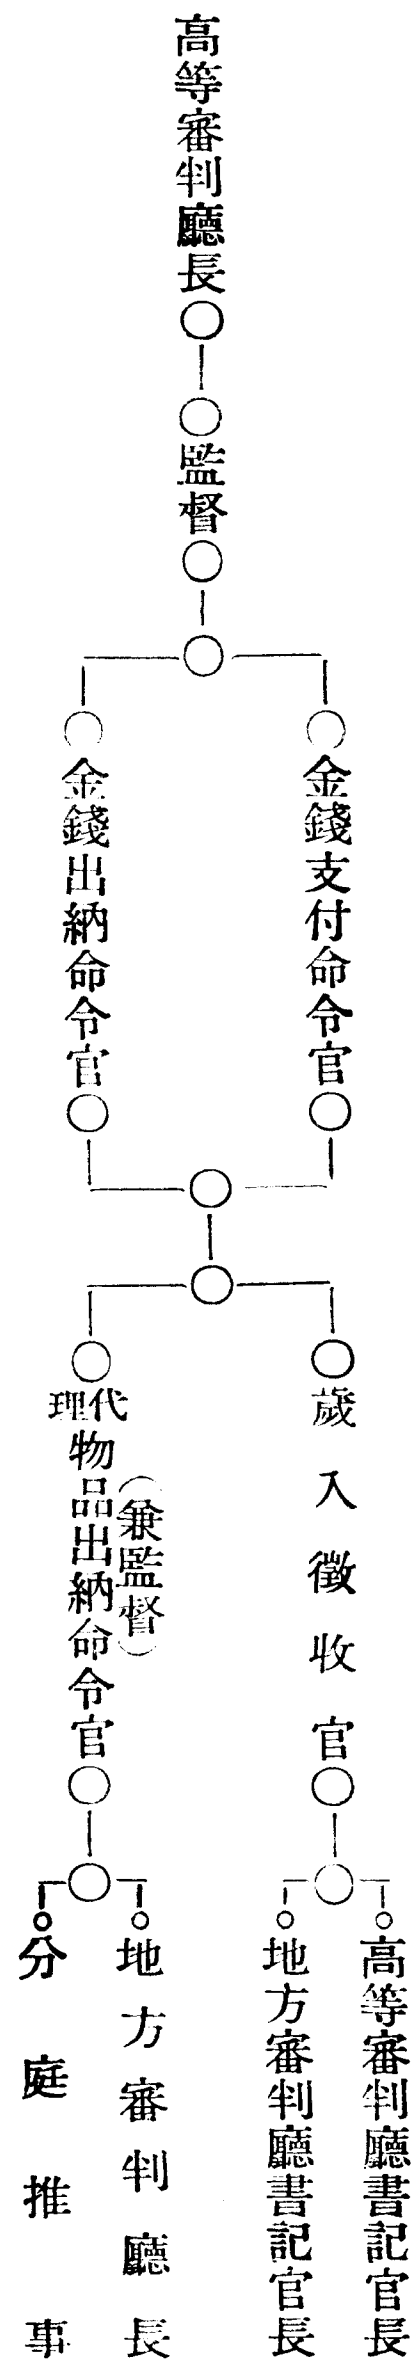 高等審判廳長
監督
金錢支付命令官
金錢出納命令官
歲入徵收官
代理
物品出納命令官
（兼監督）
高等審判廳書記官長
地方審判廳書記官長
地方審判廳長
分庭推事